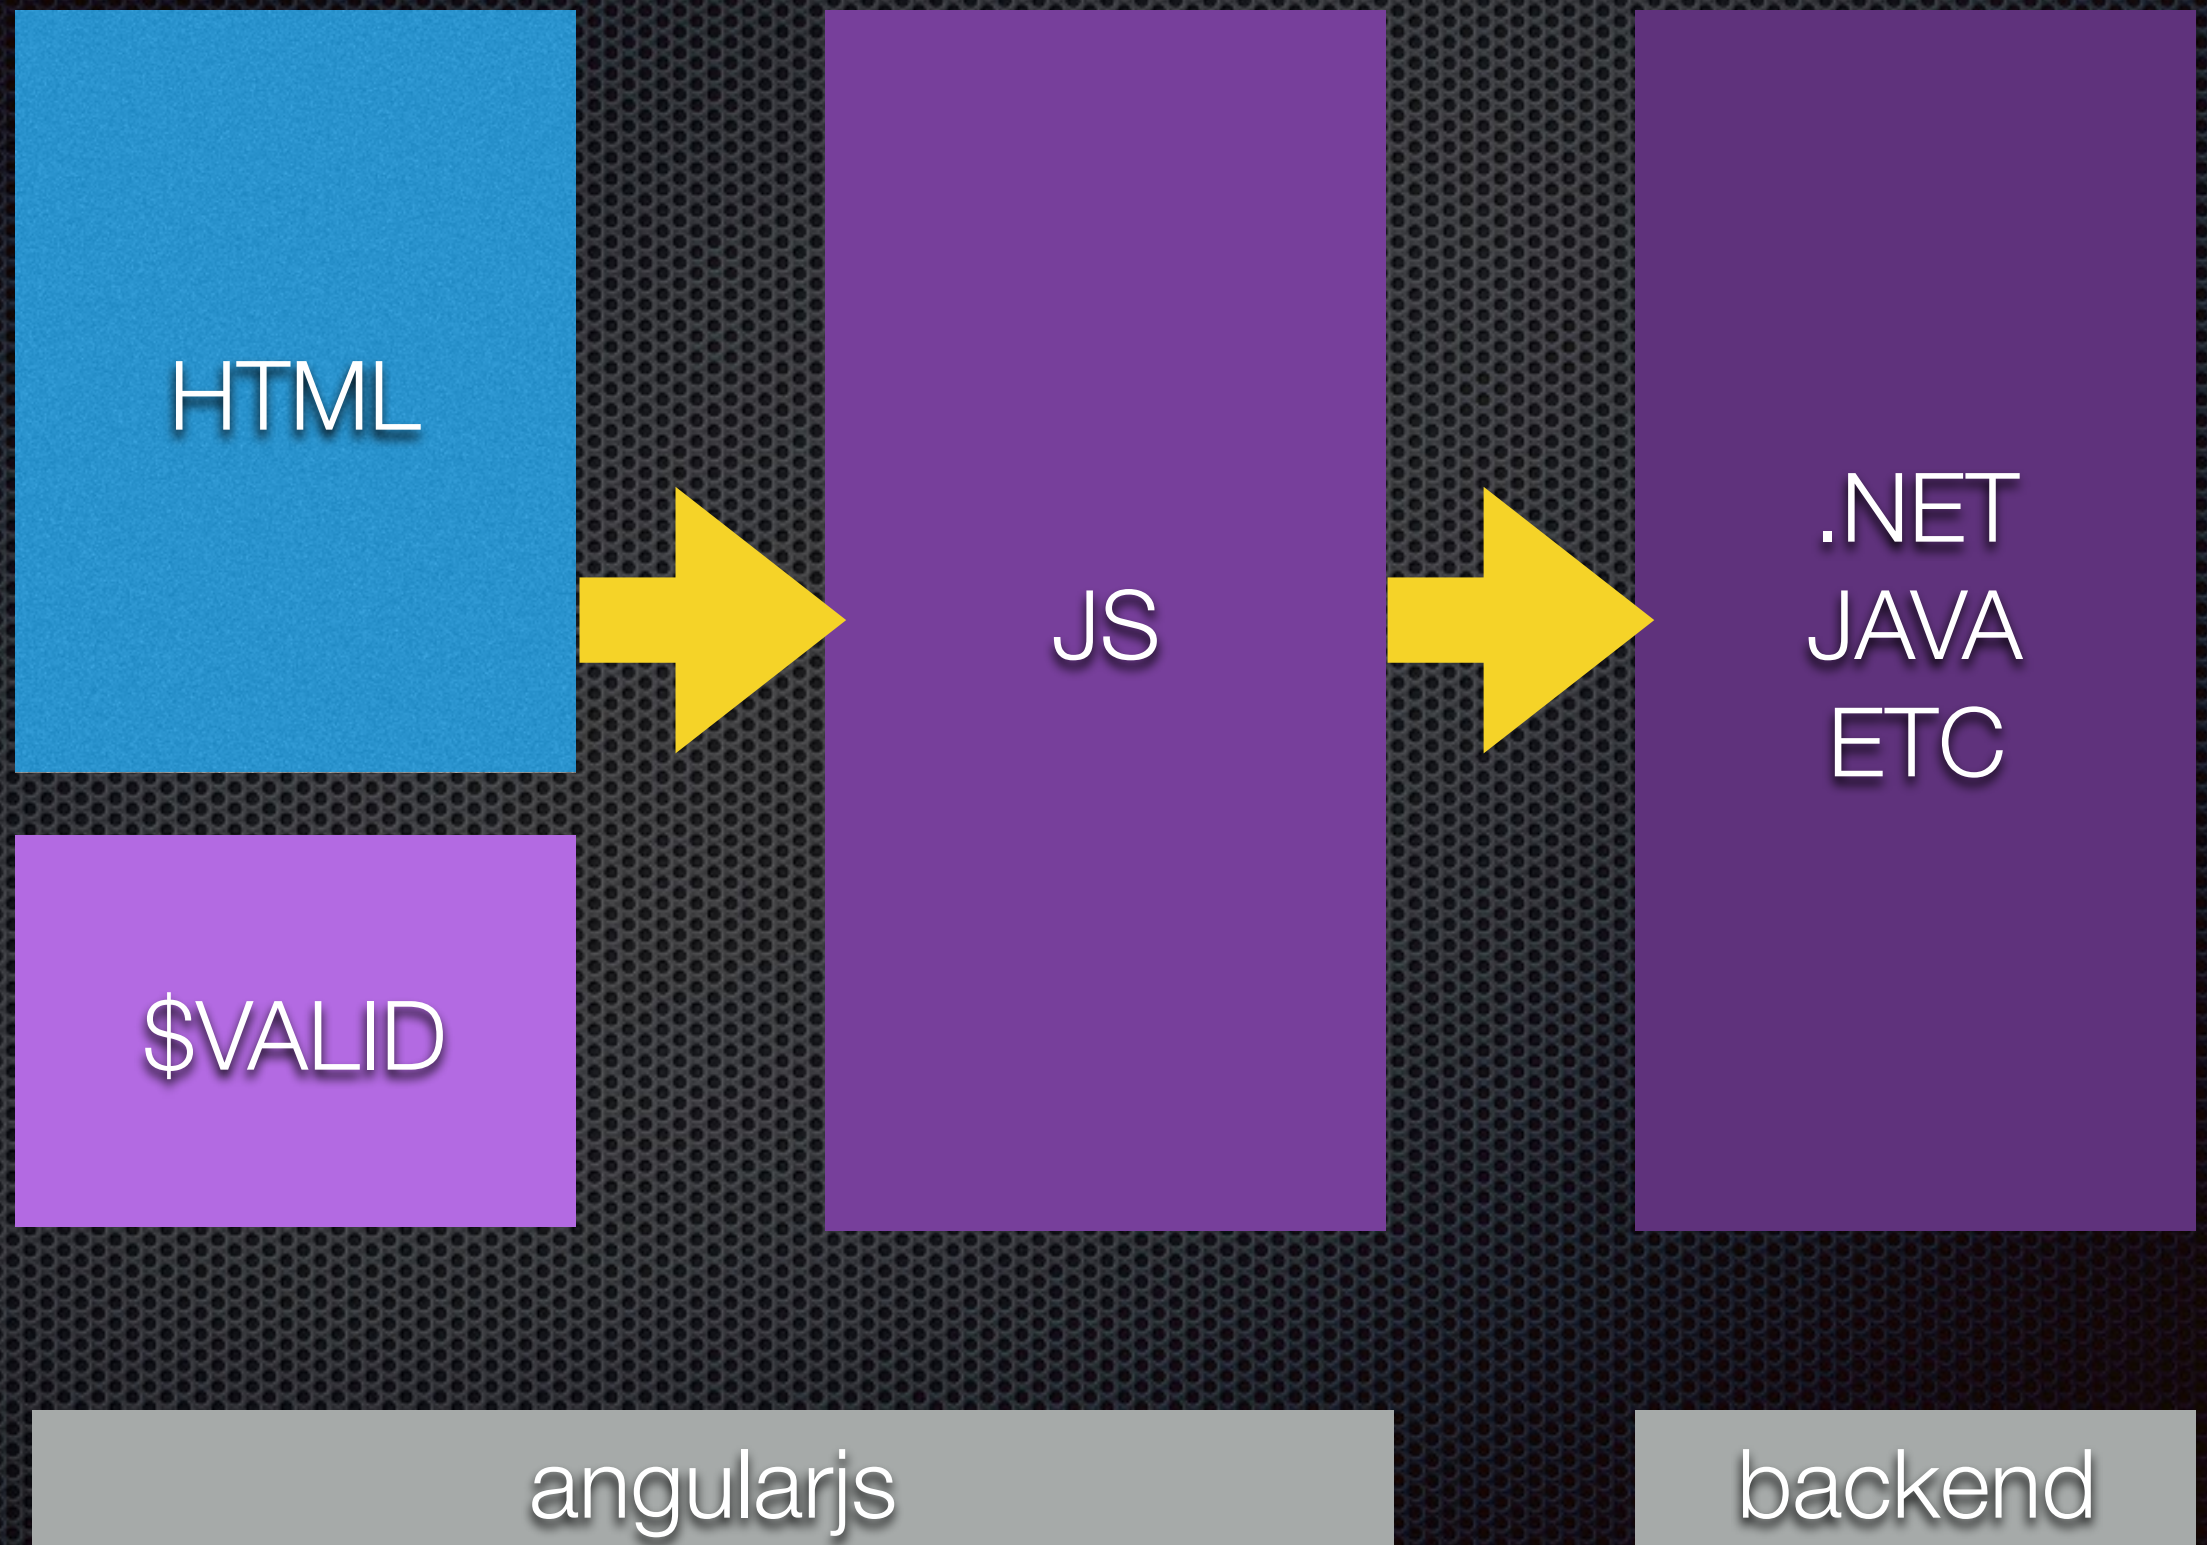 HTML
$VALID
JS
.NET
JAVA
ETC
angularjs
backend